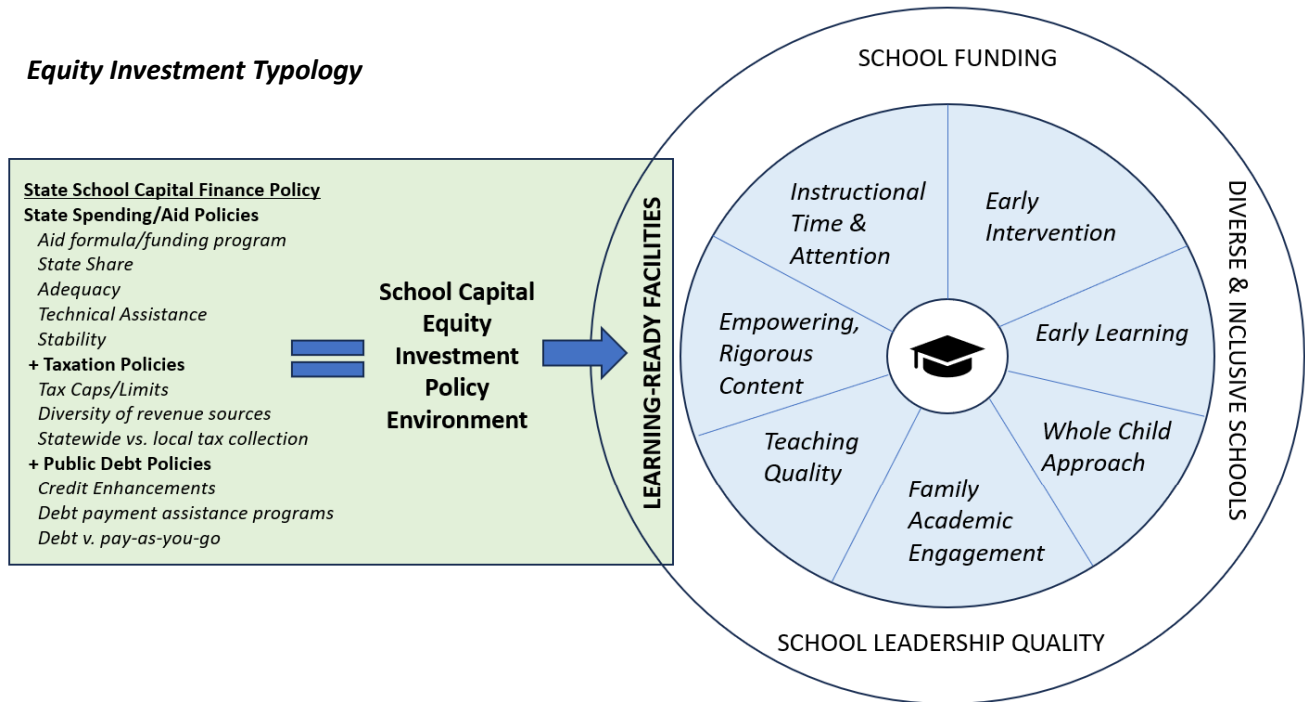 Equity Investment Typology
State School Capital Finance Policy
State Spending/Aid Policies
Aid formula/funding program
State Share
Adequacy
Technical Assistance
Stability
+ Taxation Policies
Tax Caps/Limits
Diversity of revenue sources
Statewide vs. local tax collection
+ Public Debt Policies
Credit Enhancements
Debt payment assistance programs
Debt v. pay-as-you-go
School Capital
Equity
Investment
Policy
Environment
LEARNING-READY FACILITIES
SCHOOL FUNDING
DIVERSE & INCLUSIVE SCHOOLS
SCHOOL LEADERSHIP QUALITY
Instructional
Time &
Attention
Early
Intervention
Early Learning
Whole Child
Approach
Family
Academic
Engagement
Teaching
Quality
Empowering,
Rigorous
Content